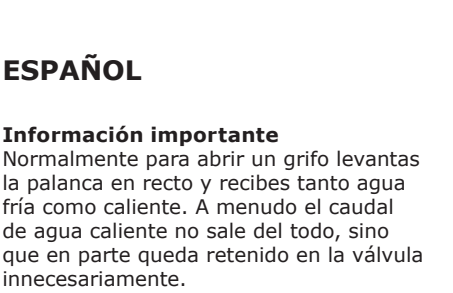 ESPAÑOL
Información importante
Normalmente para abrir un grifo levantas
la palanca en recto y recibes tanto agua
fría como caliente. A menudo el caudal
de agua caliente no sale del todo, sino
que en parte queda retenido en la válvula
innecesariamente.